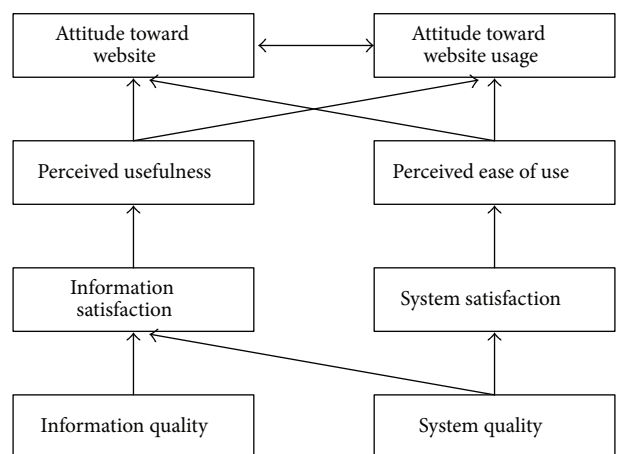 Attitude toward
website
Attitude toward
website usage
Perceived usefulness
Perceived ease of use
Information
satisfaction
System satisfaction
Information quality
System quality